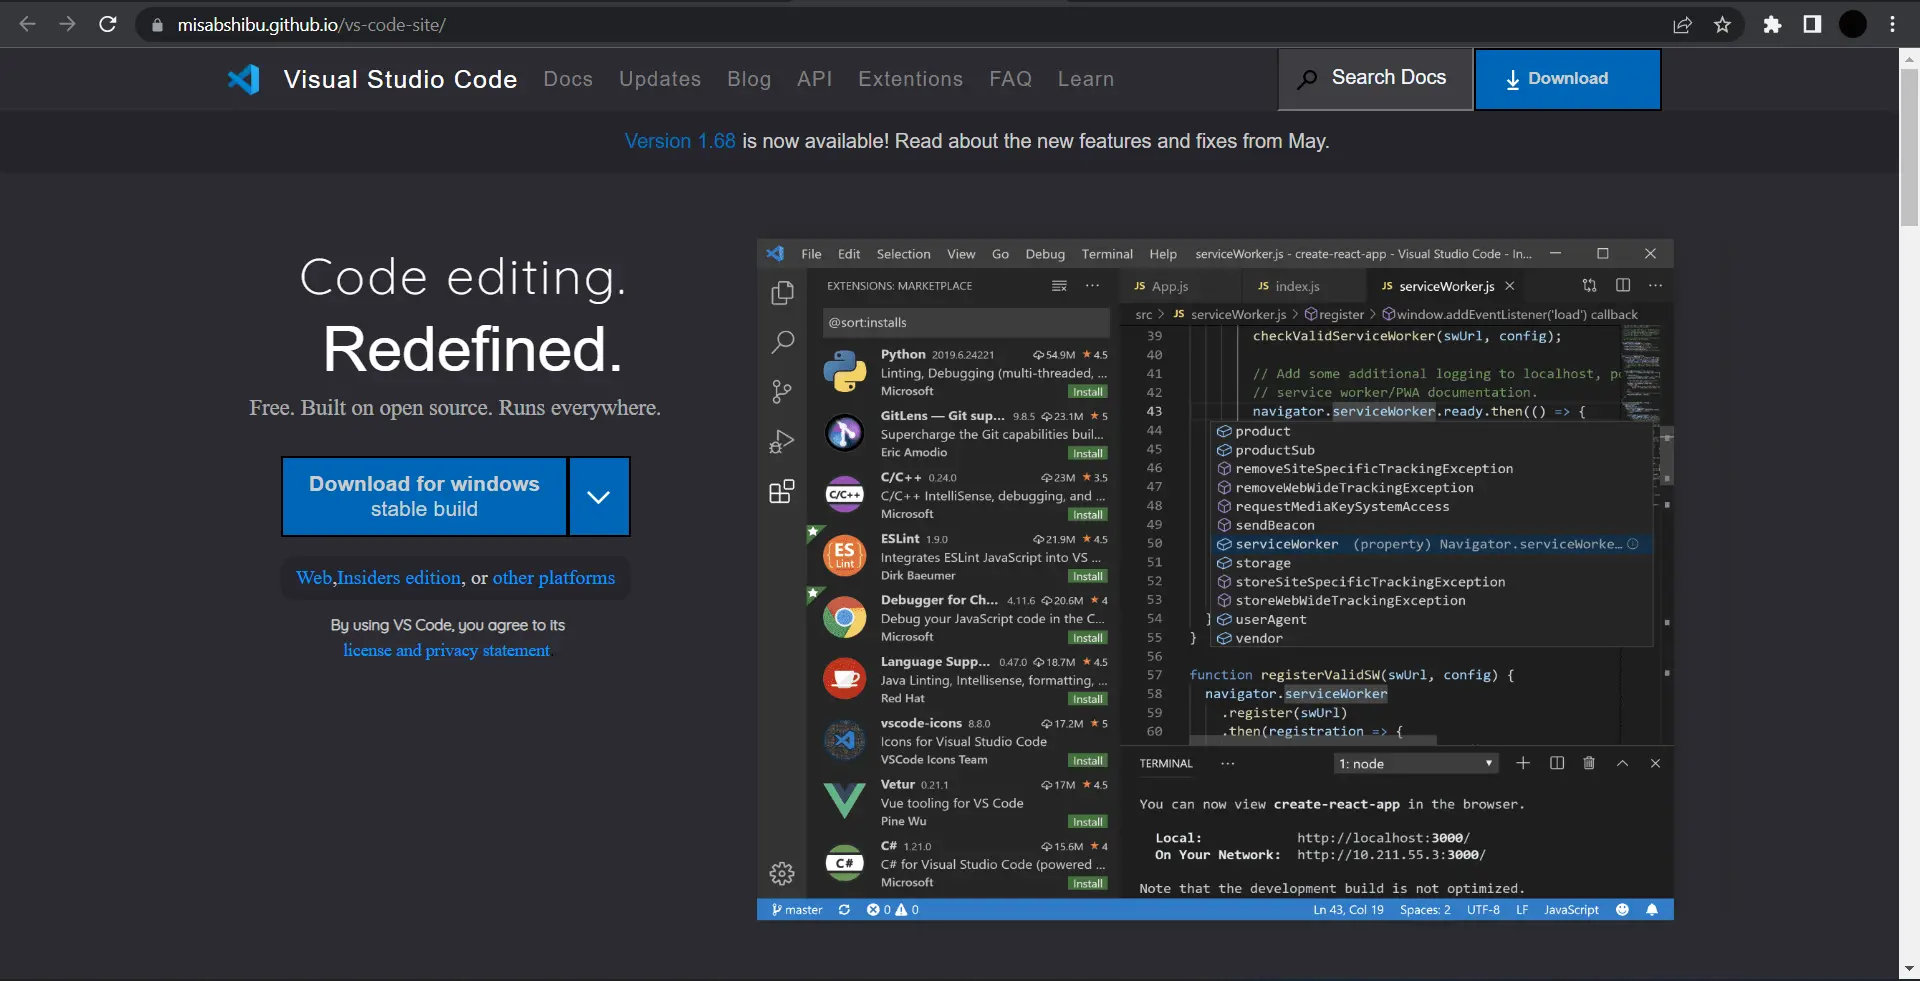 misabshibu.github.io/vs-code-site/
Visual Studio Code Docs Updates Blog API Extentions FAQ Learn Search Docs Download
Version 1.68 is now available! Read about the new features and fixes from May.
Code editing.
Redefined.
Free. Built on open source. Runs everywhere.
Download for windows
stable build
Web,Insiders edition, or other platforms
By using VS Code, you agree to its
license and privacy statement.
File Edit Selection View Go Debug Terminal Help serviceWorker.js - create-react-app - Visual Studio Code - In...
EXTENSIONS: MARKETPLACE
@sort:installs
Python 2019.6.24221 54.9M 4.5
Linting, Debugging (multi-threaded, ...
Microsoft Install
GitLens — Git sup... 9.8.5 23.1M 5
Supercharge the Git capabilities buil...
Eric Amodio Install
C/C++
C/C++ 0.24.0 23M 3.5
C/C++ IntelliSense, debugging, and ...
Microsoft Install
ES
Lint
ESLint 1.9.0 21.9M 4.5
Integrates ESLint JavaScript into VS ...
Dirk Baeumer Install
Debugger for Ch... 4.11.6 20.6M 4
Debug your JavaScript code in the C...
Microsoft Install
Language Supp... 0.47.0 18.7M 4.5
Java Linting, Intellisense, formatting, ...
Red Hat Install
vscode-icons 8.8.0 17.2M 5
Icons for Visual Studio Code
VSCode Icons Team Install
Vetur 0.21.1 17M 4.5
Vue tooling for VS Code
Pine Wu Install
C#
C# 1.21.0 15.6M 4
C# for Visual Studio Code (powered ...
Microsoft Install
JS App.js JS index.js JS serviceWorker.js
src > JS serviceWorker.js > register > window.addEventListener('load') callback
39 checkValidServiceWorker(swUrl, config);
40
41 // Add some additional logging to localhost, po
42 // service worker/PWA documentation.
43 navigator.serviceWorker.ready.then(() => {
44 product
45 productSub
46 removeSiteSpecificTrackingException
47 removeWebWideTrackingException
48 requestMediaKeySystemAccess
49 sendBeacon
50 serviceWorker (property) Navigator.serviceWorke...
51 storage
52 storeSiteSpecificTrackingException
53 storeWebWideTrackingException
54 } userAgent
55 } vendor
56
57 function registerValidSW(swUrl, config) {
58 navigator.serviceWorker
59 .register(swUrl)
60 .then(registration => {
TERMINAL ... 1: node
You can now view create-react-app in the browser.
Local: http://localhost:3000/
On Your Network: http://10.211.55.3:3000/
Note that the development build is not optimized.
master 0 0 Ln 43, Col 19 Spaces: 2 UTF-8 LF JavaScript